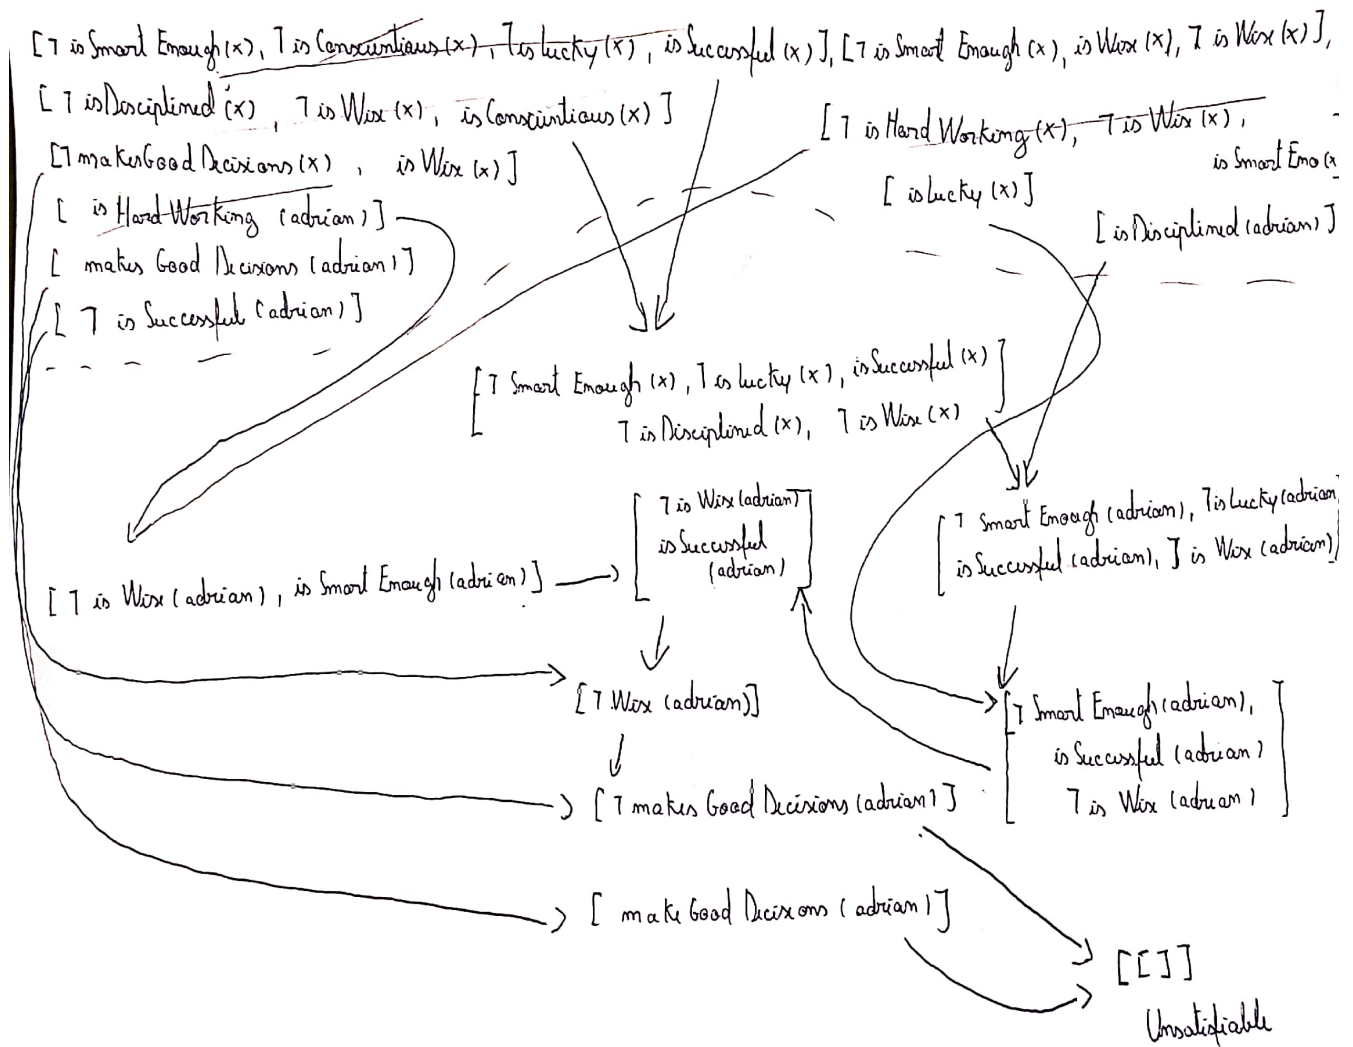 [ ⅂ is Smart Enough (x), ⅂ is Conscuntious (x), ⅂ is lucky (x), is Successful (x) ], [ ⅂ is Smart Enough (x), is Wise (x), ⅂ is Wise (x) ],
[ ⅂ is Disciplined (x), ⅂ is Wise (x), is Conscuntious (x) ]
[ ⅂ is Hard Working (x), ⅂ is Wise (x),
is Smart Eno (x
[ ⅂ makes Good Decisions (x), is Wise (x) ]
[ is lucky (x) ]
[ is Hard Working (adrian) ]
[ is Disciplined (adrian) ]
[ makes Good Decisions (adrian) ]
[ ⅂ is Successful (adrian) ]
[ ⅂ Smart Enough (x), ⅂ is lucky (x), is Successful (x)
⅂ is Disciplined (x), ⅂ is Wise (x) ]
[ ⅂ is Wise (adrian)
is Successful
(adrian) ]
[ ⅂ Smart Enough (adrian), ⅂ is Lucky (adrian
is Successful (adrian), ⅂ is Wise (adrian) ]
[ ⅂ is Wise (adrian), is Smart Enough (adrian) ]
[ ⅂ Wise (adrian) ]
[ ⅂ Smart Enough (adrian),
is Successful (adrian)
⅂ is Wise (adrian) ]
[ ⅂ makes Good Decisions (adrian) ]
[ make Good Decisions (adrian) ]
[ [ ] ]
Unsatisfiable